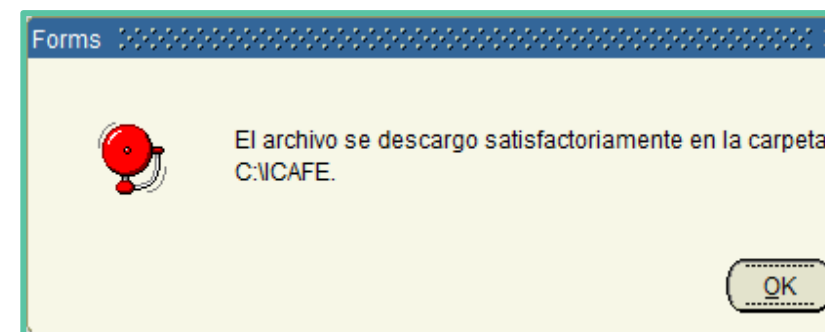 Forms
El archivo se descargo satisfactoriamente en la carpeta
C:\ICAFE.
OK